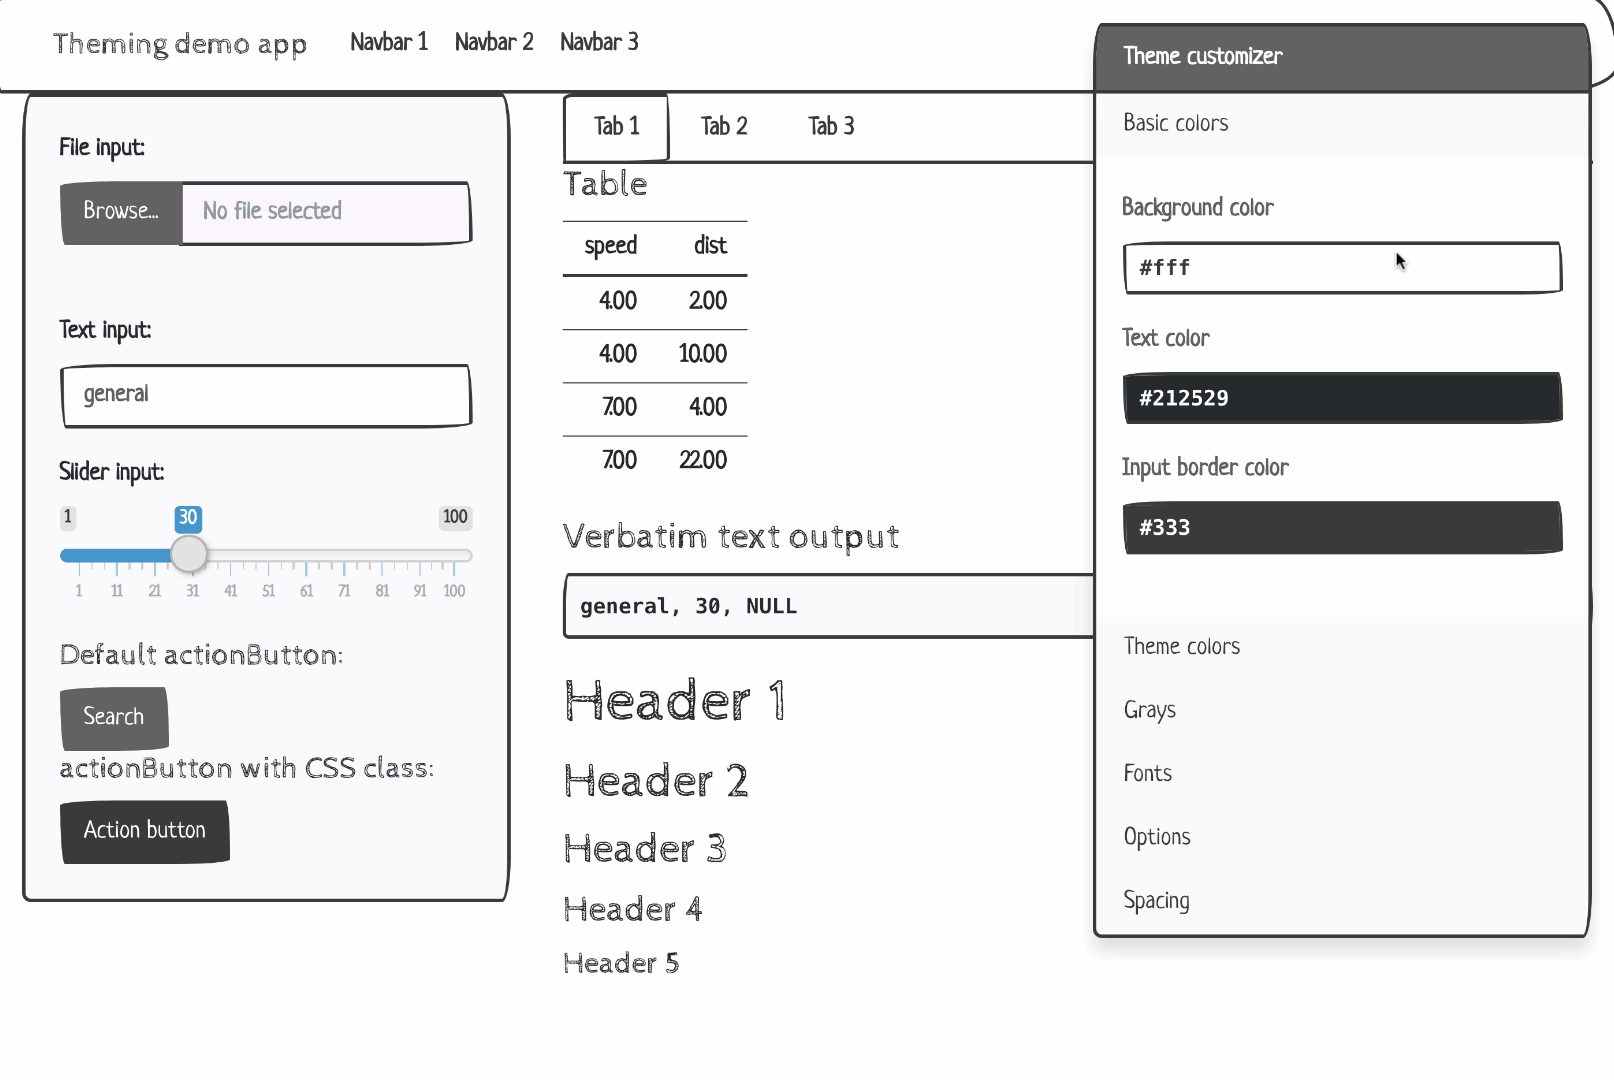 Theming demo app Navbar 1 Navbar 2 Navbar 3
File input:
Browse... No file selected
Text input:
general
Slider input:
1 30 100
1 11 21 31 41 51 61 71 81 91 100
Default actionButton:
Search
actionButton with CSS class:
Action button
Tab 1 Tab 2 Tab 3
Table
speed dist
4.00 2.00
4.00 10.00
7.00 4.00
7.00 22.00
Verbatim text output
general, 30, NULL
Header 1
Header 2
Header 3
Header 4
Header 5
Theme customizer
Basic colors
Background color
#fff
Text color
#212529
Input border color
#333
Theme colors
Grays
Fonts
Options
Spacing